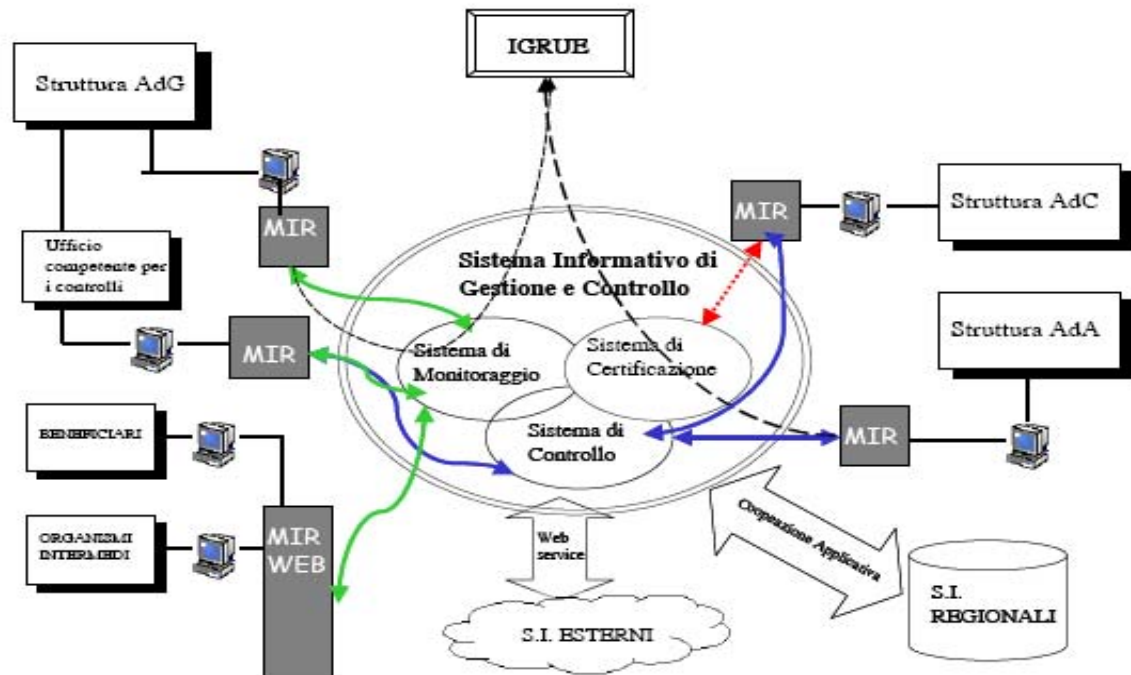 IGRUE
Struttura AdG
MIR
Ufficio
competente per
i controlli
MIR
BENEFICIARI
ORGANISMI
INTERMEDI
MIR
WEB
Sistema Informativo di
Gestione e Controllo
Sistema di
Monitoraggio
Sistema di
Certificazione
Sistema di
Controllo
MIR
Struttura AdC
Struttura AdA
MIR
Web
service
S.I. ESTERNI
Coopeazione Applicativa
S.I.
REGIONALI